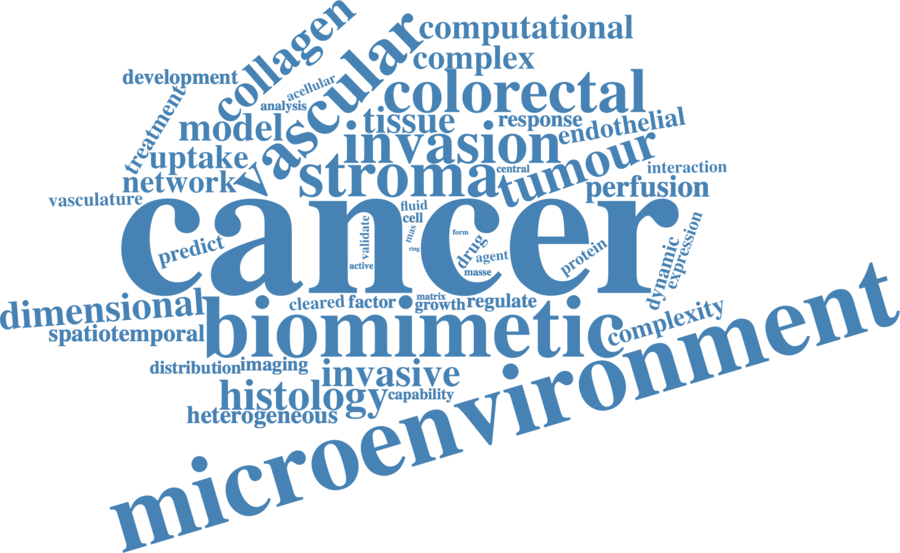 collagen
computational
vascular
complex
development
acellular
colorectal
analysis
treatment
tissue
response
endothelial
model
invasion
tumour
uptake
stroma
central
interaction
network
perfusion
vasculature
cancer
fluid
cell
mas
form
validate
ring
drug
agent
predict
active
masse
protein
dynamic
expression
dimensional
cleared
factor
matrix
growth
regulate
biomimetic
complexity
spatiotemporal
distribution
imaging
invasive
histology
capability
heterogeneous
microenvironment